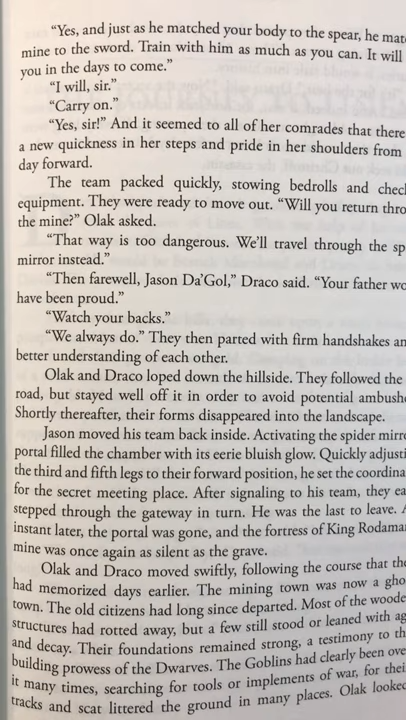 “Yes, and just as he matched your body to the spear, he mat
mine to the sword. Train with him as much as you can. It will
you in the days to come.”
“I will, sir.”
“Carry on.”
“Yes, sir!” And it seemed to all of her comrades that there
a new quickness in her steps and pride in her shoulders from
day forward.
The team packed quickly, stowing bedrolls and check
equipment. They were ready to move out. “Will you return thro
the mine?” Olak asked.
“That way is too dangerous. We’ll travel through the sp
mirror instead.”
“Then farewell, Jason Da’Gol,” Draco said. “Your father wo
have been proud.”
“Watch your backs.”
“We always do.” They then parted with firm handshakes an
better understanding of each other.
Olak and Draco loped down the hillside. They followed the
road, but stayed well off it in order to avoid potential ambushe
Shortly thereafter, their forms disappeared into the landscape.
Jason moved his team back inside. Activating the spider mirro
portal filled the chamber with its eerie bluish glow. Quickly adjusti
the third and fifth legs to their forward position, he set the coordina
for the secret meeting place. After signaling to his team, they ea
stepped through the gateway in turn. He was the last to leave. A
instant later, the portal was gone, and the fortress of King Rodama
mine was once again as silent as the grave.
Olak and Draco moved swiftly, following the course that the
had memorized days earlier. The mining town was now a gho
town. The old citizens had long since departed. Most of the woode
structures had rotted away, but a few still stood or leaned with ag
and decay. Their foundations remained strong, a testimony to th
building prowess of the Dwarves. The Goblins had clearly been ove
it many times, searching for tools or implements of war, for thei
tracks and scat littered the ground in many places. Olak looked